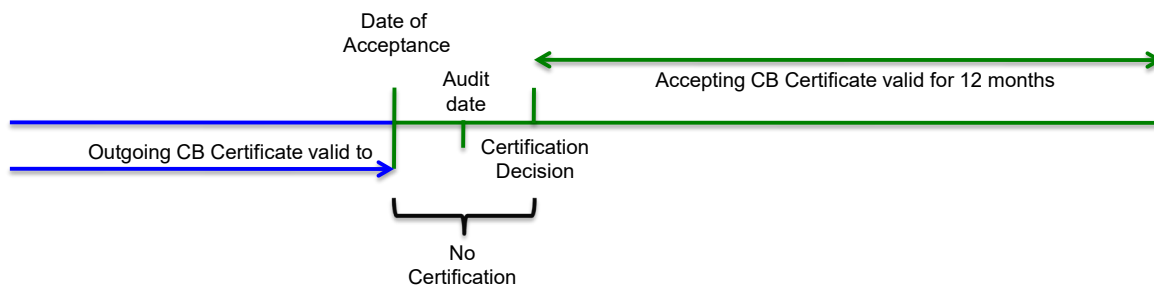 Date of
Acceptance
Audit
date
Accepting CB Certificate valid for 12 months
Outgoing CB Certificate valid to
Certification
Decision
No
Certification